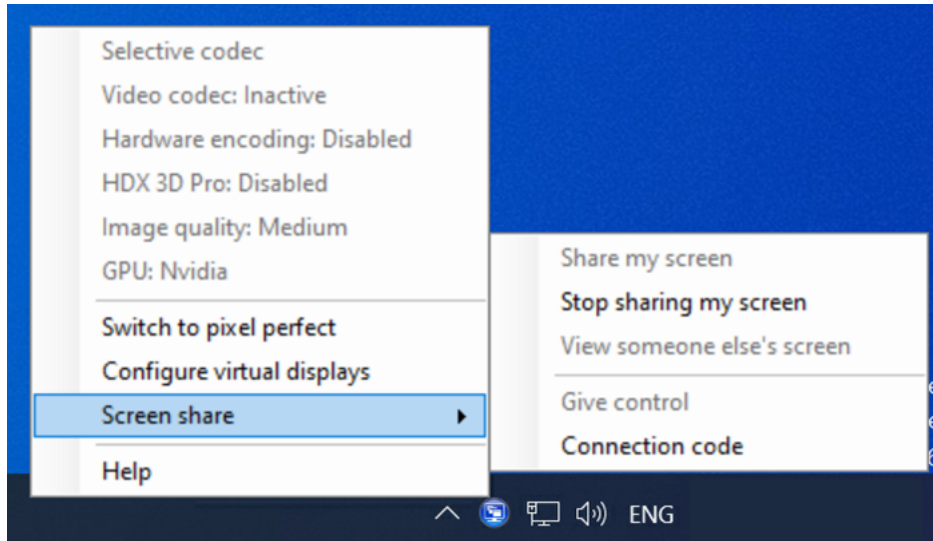 Selective codec
Video codec: Inactive
Hardware encoding: Disabled
HDX 3D Pro: Disabled
Image quality: Medium
GPU: Nvidia
Switch to pixel perfect
Configure virtual displays
Screen share
Help
Share my screen
Stop sharing my screen
View someone else's screen
Give control
Connection code
ENG